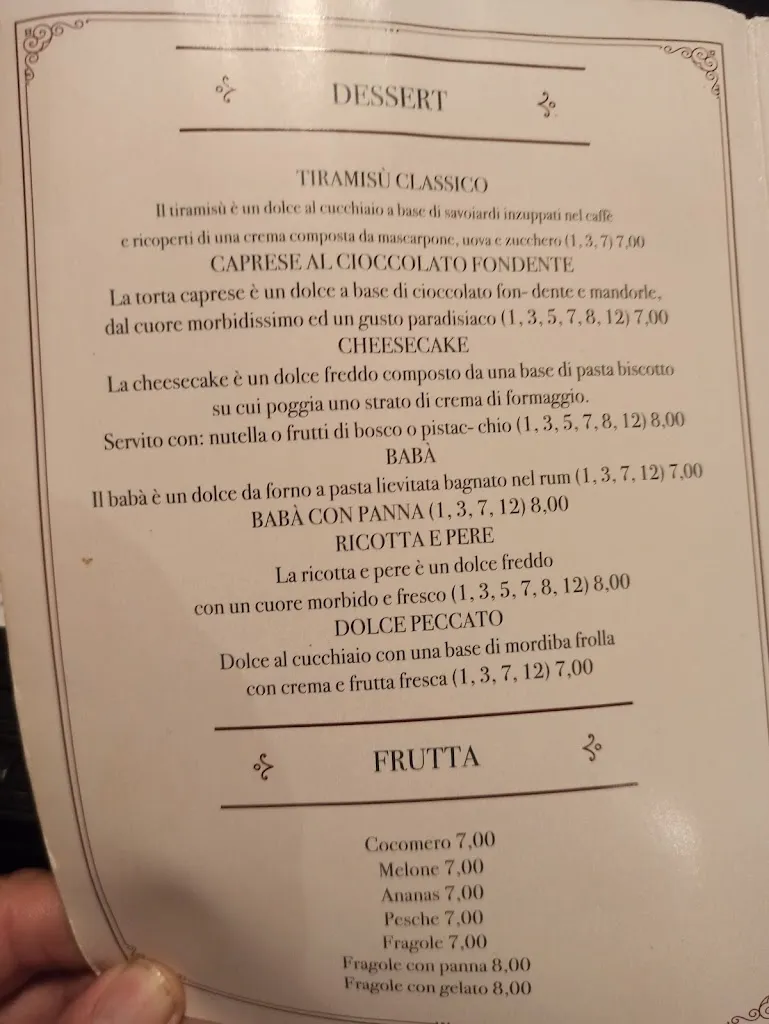 DESSERT
TIRAMISÙ CLASSICO
Il tiramisù è un dolce al cucchiaio a base di savoiardi inzuppati nel caffè
e ricoperti di una crema composta da mascarpone, uova e zucchero (1, 3, 7) 7,00
CAPRESE AL CIOCCOLATO FONDENTE
La torta caprese è un dolce a base di cioccolato fon- dente e mandorle,
dal cuore morbidissimo ed un gusto paradisiaco (1, 3, 5, 7, 8, 12) 7,00
CHEESECAKE
La cheesecake è un dolce freddo composto da una base di pasta biscotto
su cui poggia uno strato di crema di formaggio.
Servito con: nutella o frutti di bosco o pistac- chio (1, 3, 5, 7, 8, 12) 8,00
BABÀ
Il babà è un dolce da forno a pasta lievitata bagnato nel rum (1, 3, 7, 12) 7,00
BABÀ CON PANNA (1, 3, 7, 12) 8,00
RICOTTA E PERE
La ricotta e pere è un dolce freddo
con un cuore morbido e fresco (1, 3, 5, 7, 8, 12) 8,00
DOLCE PECCATO
Dolce al cucchiaio con una base di mordiba frolla
con crema e frutta fresca (1, 3, 7, 12) 7,00
FRUTTA
Cocomero 7,00
Melone 7,00
Ananas 7,00
Pesche 7,00
Fragole 7,00
Fragole con panna 8,00
Fragole con gelato 8,00